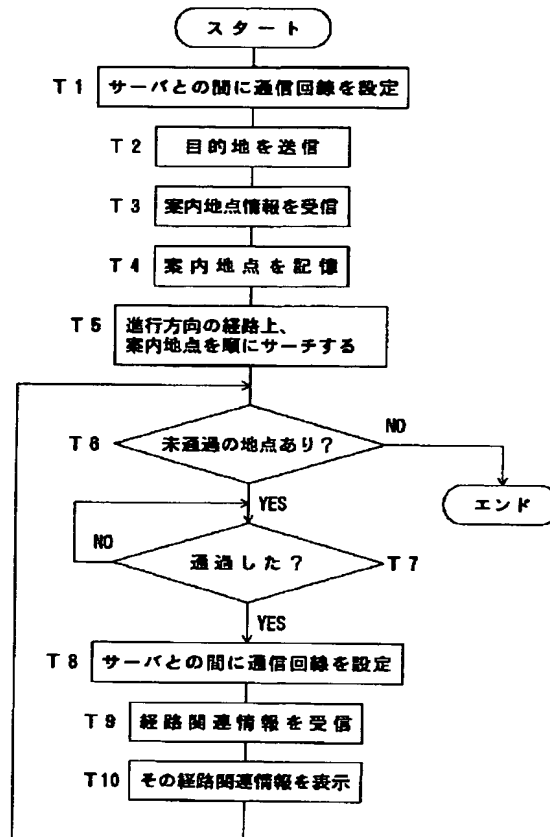 スタート
T1 サーバとの間に通信回線を設定
T2 目的地を送信
T3 案内地点情報を受信
T4 案内地点を記憶
T5 進行方向の経路上、
案内地点を順にサーチする
T6 未通過の地点あり?
NO
エンド
YES
NO
通過した? T7
YES
T8 サーバとの間に通信回線を設定
T9 経路関連情報を受信
T10 その経路関連情報を表示